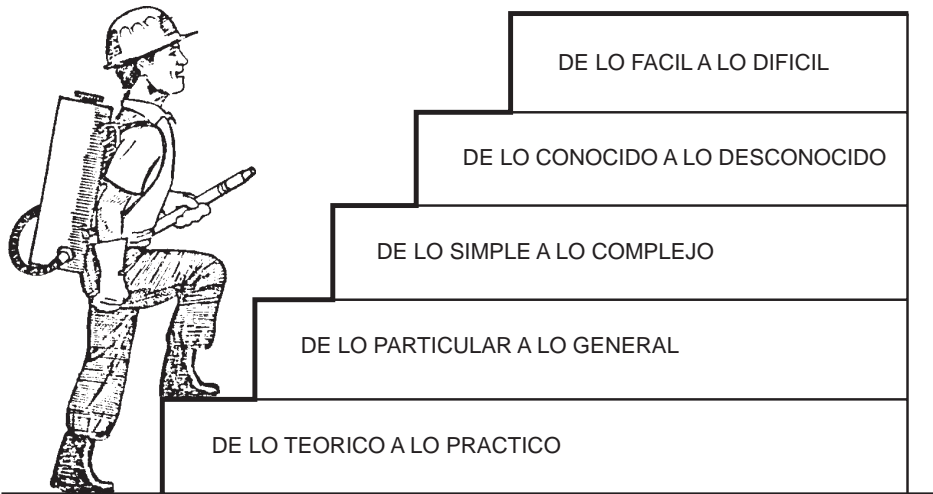 DE LO FACIL A LO DIFICIL
DE LO CONOCIDO A LO DESCONOCIDO
DE LO SIMPLE A LO COMPLEJO
DE LO PARTICULAR A LO GENERAL
DE LO TEORICO A LO PRACTICO